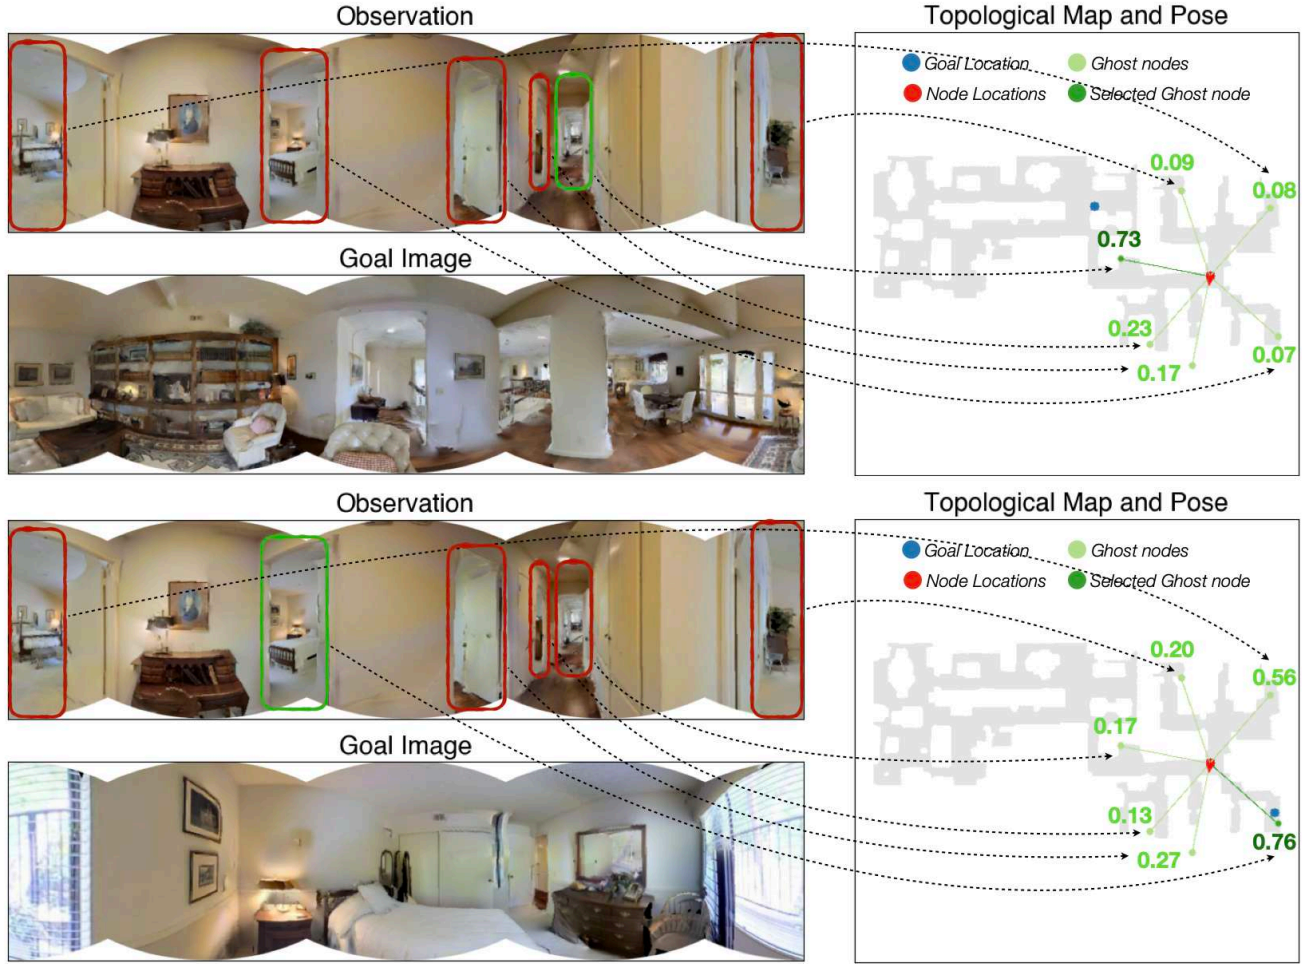 Observation
Topological Map and Pose
Goal Location
Ghost nodes
Node Locations
Selected Ghost node
0.09
0.08
0.73
0.23
0.17
0.07
Goal Image
Observation
Topological Map and Pose
Goal Location
Ghost nodes
Node Locations
Selected Ghost node
0.20
0.56
0.17
0.13
0.27
0.76
Goal Image